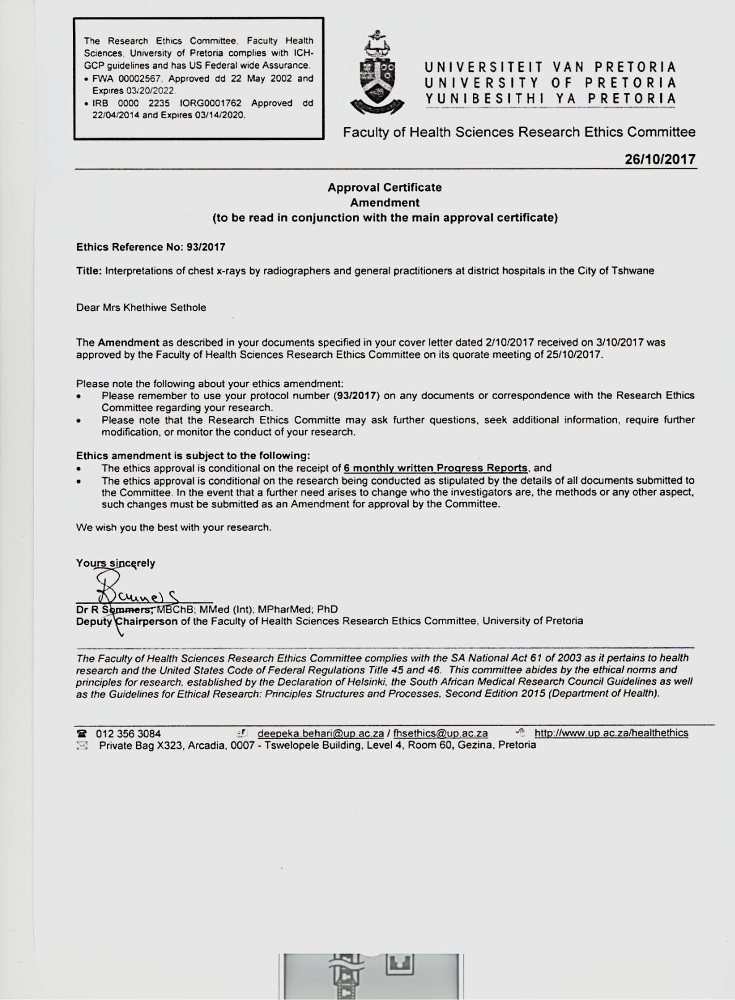 The Research Ethics Committee, Faculty Health
Sciences, University of Pretoria complies with ICH-
GCP guidelines and has US Federal wide Assurance.
• FWA 00002567, Approved dd 22 May 2002 and
Expires 03/20/2022.
• IRB 0000 2235 IORG0001762 Approved dd
22/04/2014 and Expires 03/14/2020.
UNIVERSITEIT VAN PRETORIA
UNIVERSITY OF PRETORIA
YUNIBESITHI YA PRETORIA
Faculty of Health Sciences Research Ethics Committee
26/10/2017
Approval Certificate
Amendment
(to be read in conjunction with the main approval certificate)
Ethics Reference No: 93/2017
Title: Interpretations of chest x-rays by radiographers and general practitioners at district hospitals in the City of Tshwane
Dear Mrs Khethiwe Sethole
The Amendment as described in your documents specified in your cover letter dated 2/10/2017 received on 3/10/2017 was
approved by the Faculty of Health Sciences Research Ethics Committee on its quorate meeting of 25/10/2017.
Please note the following about your ethics amendment:
• Please remember to use your protocol number (93/2017) on any documents or correspondence with the Research Ethics
Committee regarding your research.
• Please note that the Research Ethics Committe may ask further questions, seek additional information, require further
modification, or monitor the conduct of your research.
Ethics amendment is subject to the following:
• The ethics approval is conditional on the receipt of 6 monthly written Progress Reports, and
• The ethics approval is conditional on the research being conducted as stipulated by the details of all documents submitted to
the Committee. In the event that a further need arises to change who the investigators are, the methods or any other aspect,
such changes must be submitted as an Amendment for approval by the Committee.
We wish you the best with your research.
Yours sincerely
Dr R Sommers; MBChB; MMed (Int); MPharMed; PhD
Deputy Chairperson of the Faculty of Health Sciences Research Ethics Committee, University of Pretoria
The Faculty of Health Sciences Research Ethics Committee complies with the SA National Act 61 of 2003 as it pertains to health
research and the United States Code of Federal Regulations Title 45 and 46. This committee abides by the ethical norms and
principles for research, established by the Declaration of Helsinki, the South African Medical Research Council Guidelines as well
as the Guidelines for Ethical Research: Principles Structures and Processes, Second Edition 2015 (Department of Health).
012 356 3084 deepeka.behari@up.ac.za / fhsethics@up.ac.za http://www.up.ac.za/healthethics
Private Bag X323, Arcadia, 0007 - Tswelopele Building, Level 4, Room 60, Gezina, Pretoria